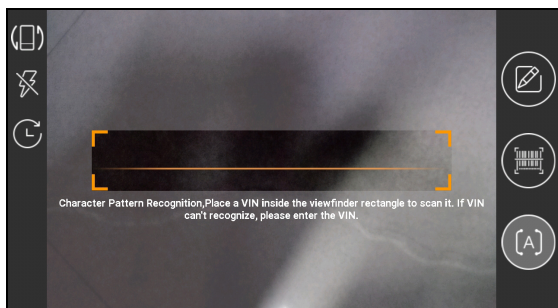 Character Pattern Recognition,Place a VIN inside the viewfinder rectangle to scan it. If VIN
can't recognize, please enter the VIN.
[A]